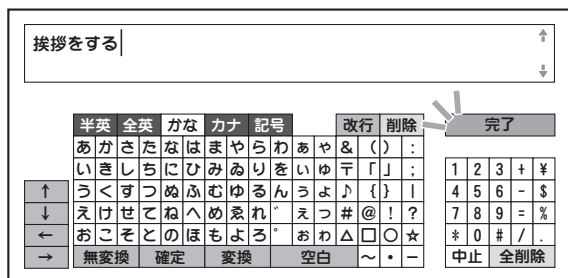 挨拶をする
半英 全英 かな カナ 記号 改行 削除 完了
あ か さ た な は ま や ら わ ぁ ゃ & ( ) :
い き し ち に ひ み ゐ り を ぃ ゅ 〒 「 」 ; 1 2 3 + ¥
↑ う く す つ ぬ ふ む ゆ る ん ぅ ょ ♪ { } | 4 5 6 - $
↓ え け せ て ね へ め ゑ れ ゛ ぇ っ # @ ! ? 7 8 9 = %
← お こ そ と の ほ も よ ろ ゜ ぉ ゎ △ □ ○ ☆ * 0 # / .
→ 無変換 確定 変換 空白 ~ ・ ー 中止 全削除